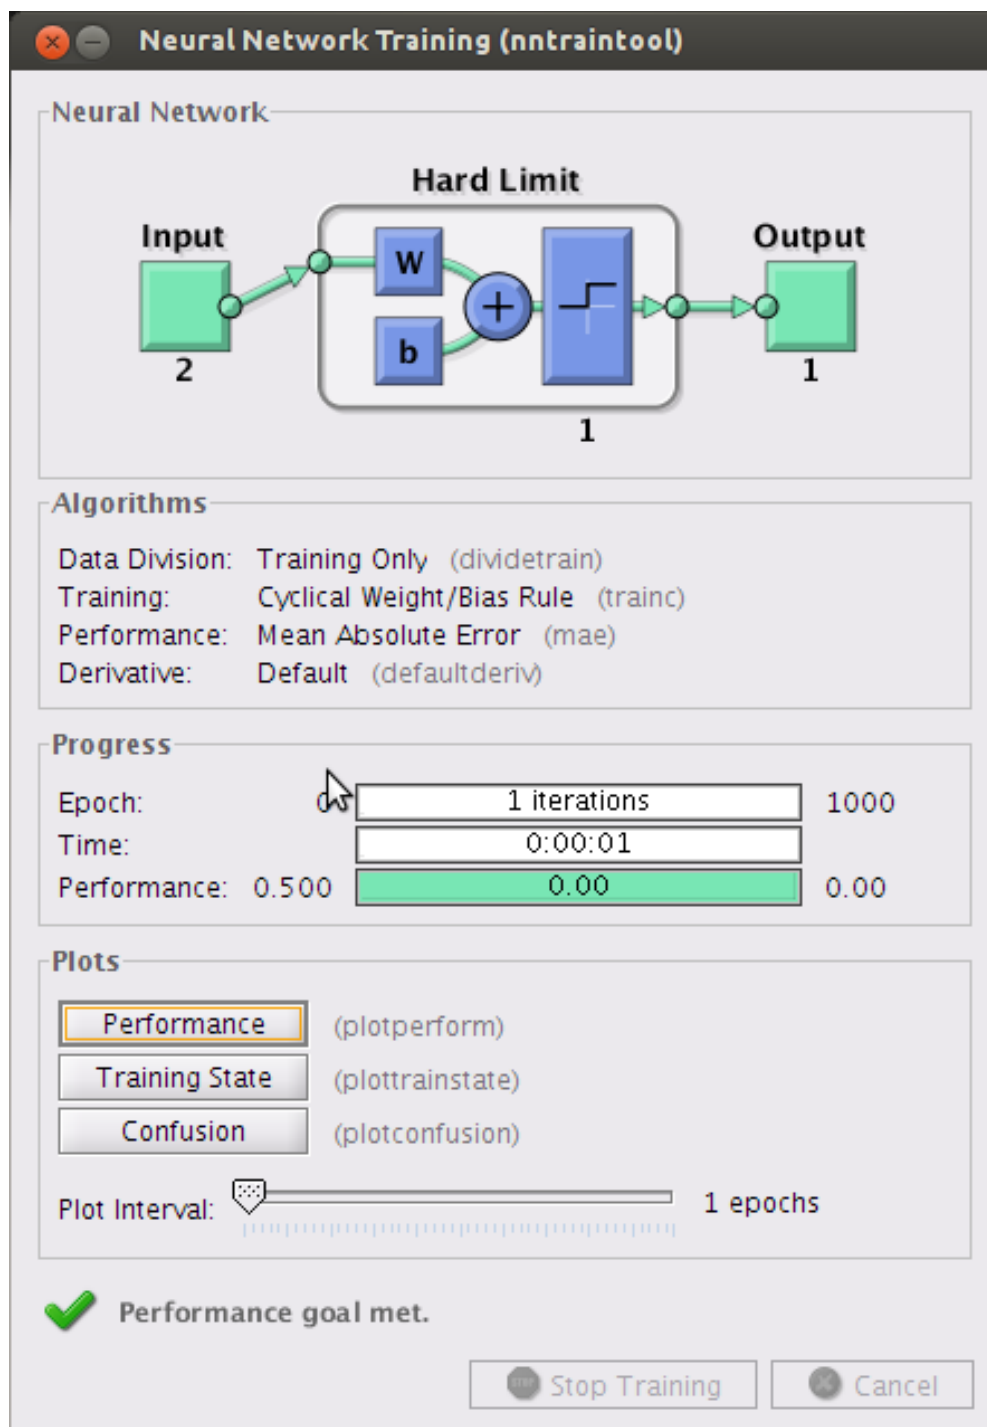 Neural Network Training (nntraintool)
Neural Network
Hard Limit
Input
Output
W
b
+
2
1
1
Algorithms
Data Division: Training Only (dividetrain)
Training: Cyclical Weight/Bias Rule (trainc)
Performance: Mean Absolute Error (mae)
Derivative: Default (defaultderiv)
Progress
Epoch: 0 1 iterations 1000
Time: 0:00:01
Performance: 0.500 0.00 0.00
Plots
Performance (plotperform)
Training State (plottrainstate)
Confusion (plotconfusion)
Plot Interval: 1 epochs
Performance goal met.
STOP Stop Training Cancel